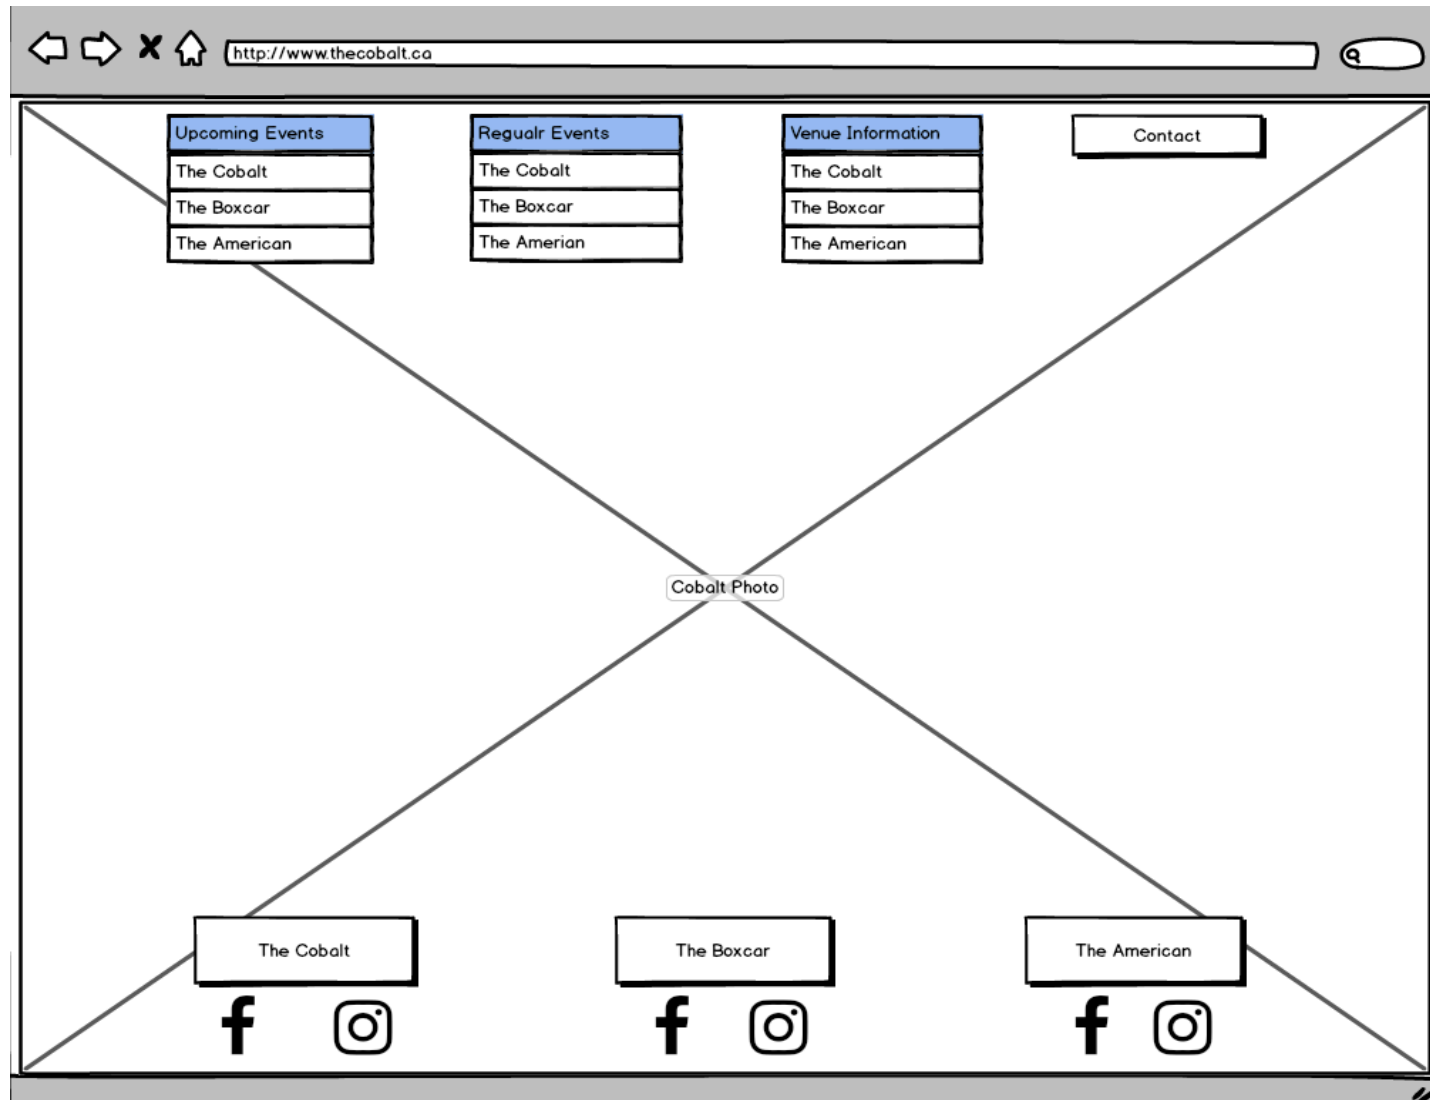 http://www.thecobalt.ca
Upcoming Events
The Cobalt
The Boxcar
The American
Regualr Events
The Cobalt
The Boxcar
The Amerian
Venue Information
The Cobalt
The Boxcar
The American
Contact
Cobalt Photo
The Cobalt
The Boxcar
The American